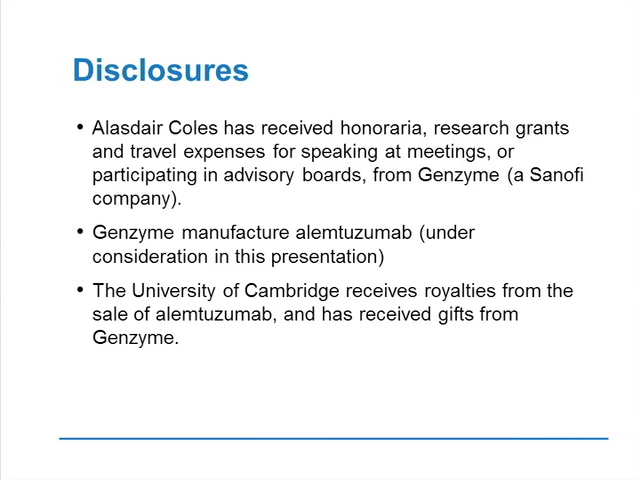 Disclosures
• Alasdair Coles has received honoraria, research grants
and travel expenses for speaking at meetings, or
participating in advisory boards, from Genzyme (a Sanofi
company).
• Genzyme manufacture alemtuzumab (under
consideration in this presentation)
• The University of Cambridge receives royalties from the
sale of alemtuzumab, and has received gifts from
Genzyme.